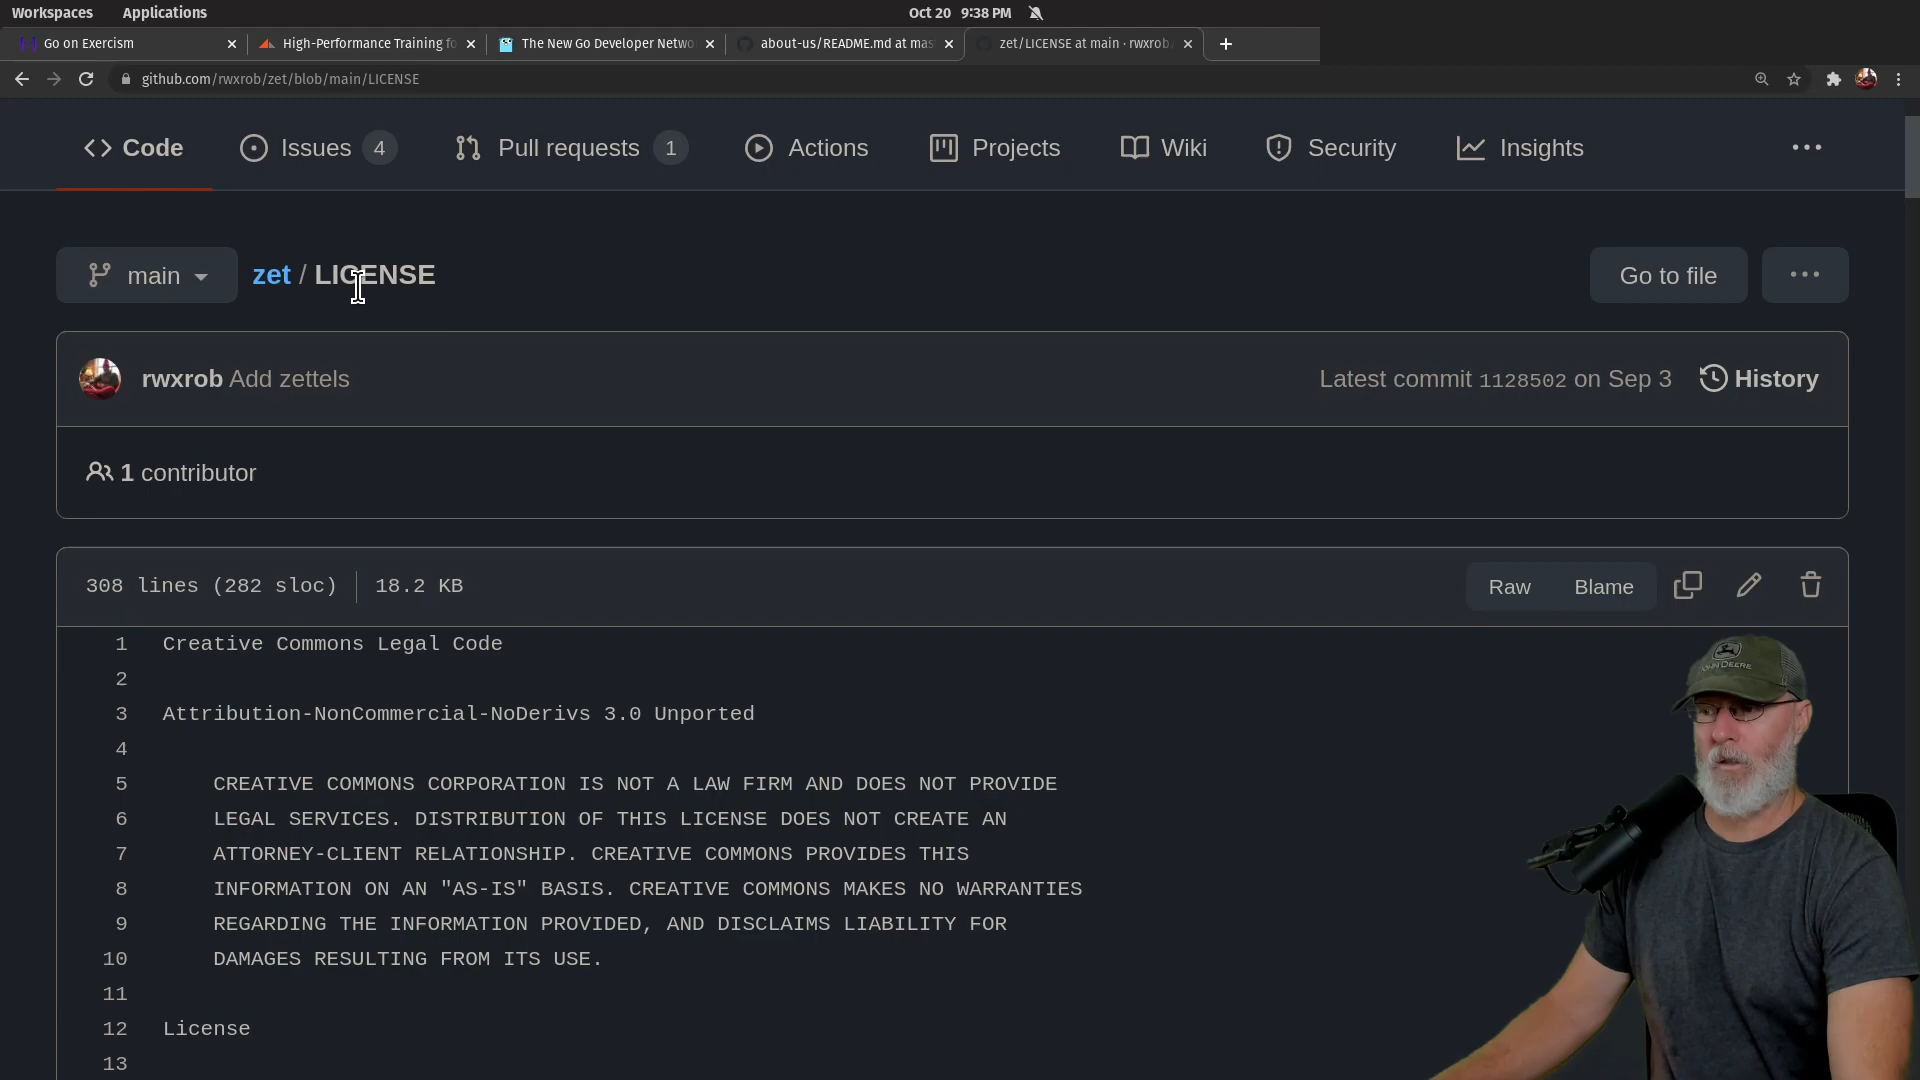 Workspaces Applications Oct 20 9:38 PM
Go on Exercism High-Performance Training fo The New Go Developer Netwo about-us/README.md at mas zet/LICENSE at main · rwxrob
github.com/rwxrob/zet/blob/main/LICENSE
Code Issues 4 Pull requests 1 Actions Projects Wiki Security Insights
main zet / LICENSE Go to file
rwxrob Add zettels Latest commit 1128502 on Sep 3 History
1 contributor
308 lines (282 sloc) 18.2 KB Raw Blame
1 Creative Commons Legal Code
2
3 Attribution-NonCommercial-NoDerivs 3.0 Unported
4
5 CREATIVE COMMONS CORPORATION IS NOT A LAW FIRM AND DOES NOT PROVIDE
6 LEGAL SERVICES. DISTRIBUTION OF THIS LICENSE DOES NOT CREATE AN
7 ATTORNEY-CLIENT RELATIONSHIP. CREATIVE COMMONS PROVIDES THIS
8 INFORMATION ON AN "AS-IS" BASIS. CREATIVE COMMONS MAKES NO WARRANTIES
9 REGARDING THE INFORMATION PROVIDED, AND DISCLAIMS LIABILITY FOR
10 DAMAGES RESULTING FROM ITS USE.
11
12 License
13
JOHN DEERE